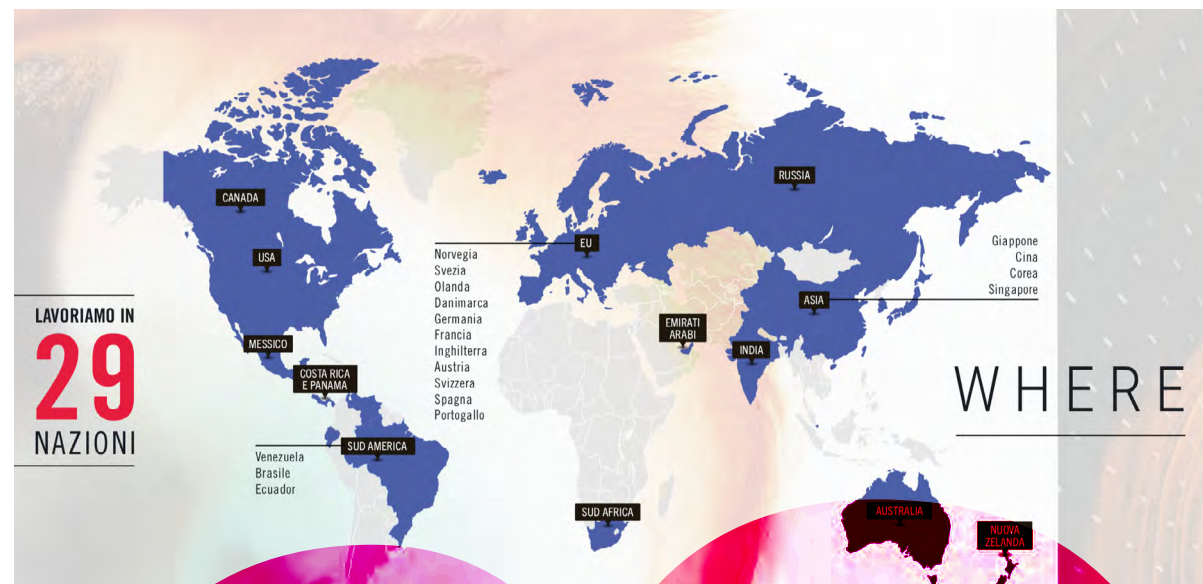 LAVORIAMO IN
29
NAZIONI
CANADA
USA
MESSICO
COSTA RICA
E PANAMA
SUD AMERICA
Venezuela
Brasile
Ecuador
EU
Norvegia
Svezia
Olanda
Danimarca
Germania
Francia
Inghilterra
Austria
Svizzera
Spagna
Portogallo
RUSSIA
EMIRATI
ARABI
INDIA
ASIA
Giappone
Cina
Corea
Singapore
SUD AFRICA
AUSTRALIA
NUOVA
ZELANDA
WHERE